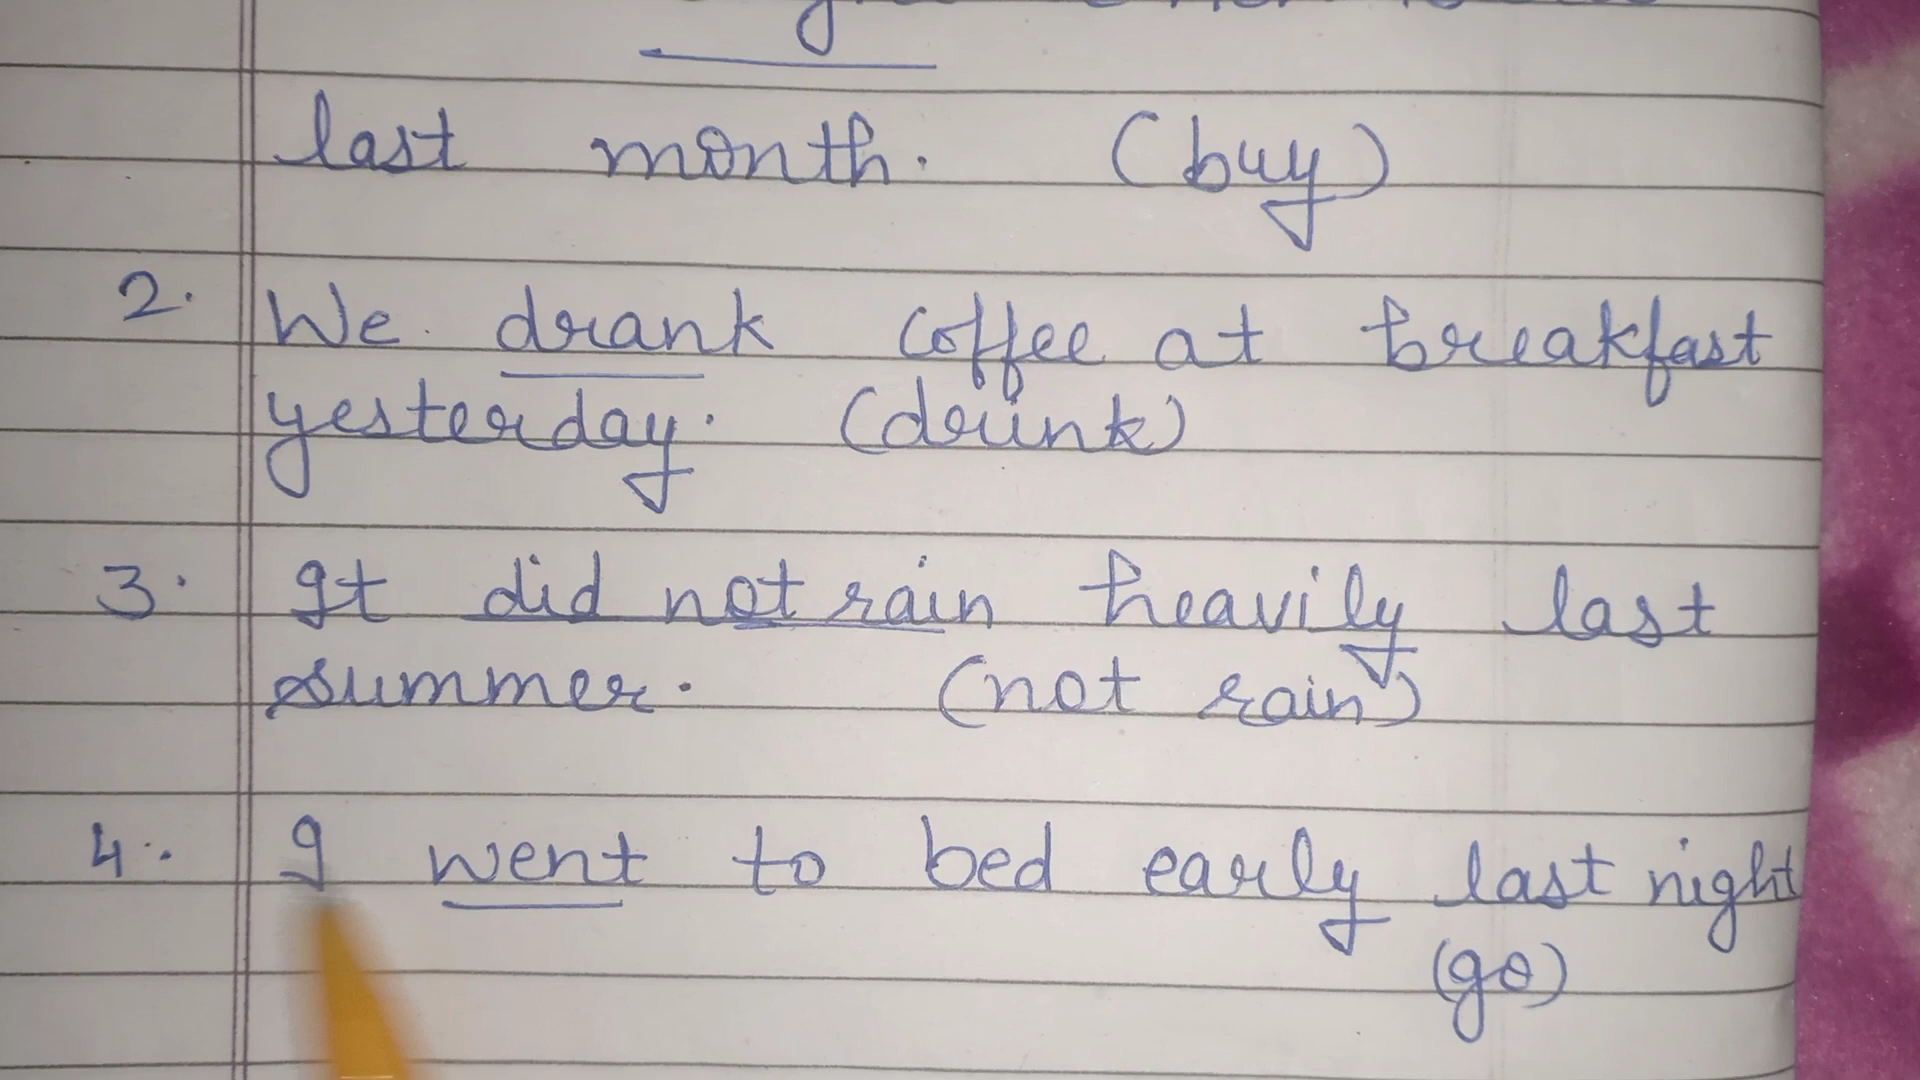 last month. (buy)
2. We drank coffee at breakfast
yesterday. (drink)
3. It did not rain heavily last
summer. (not rain)
4. I went to bed early last night
(go)